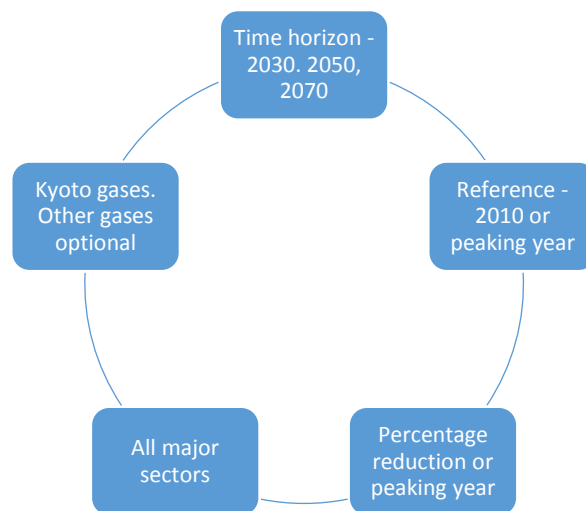 Time horizon -
2030. 2050,
2070
Reference -
2010 or
peaking year
Percentage
reduction or
peaking year
All major
sectors
Kyoto gases.
Other gases
optional